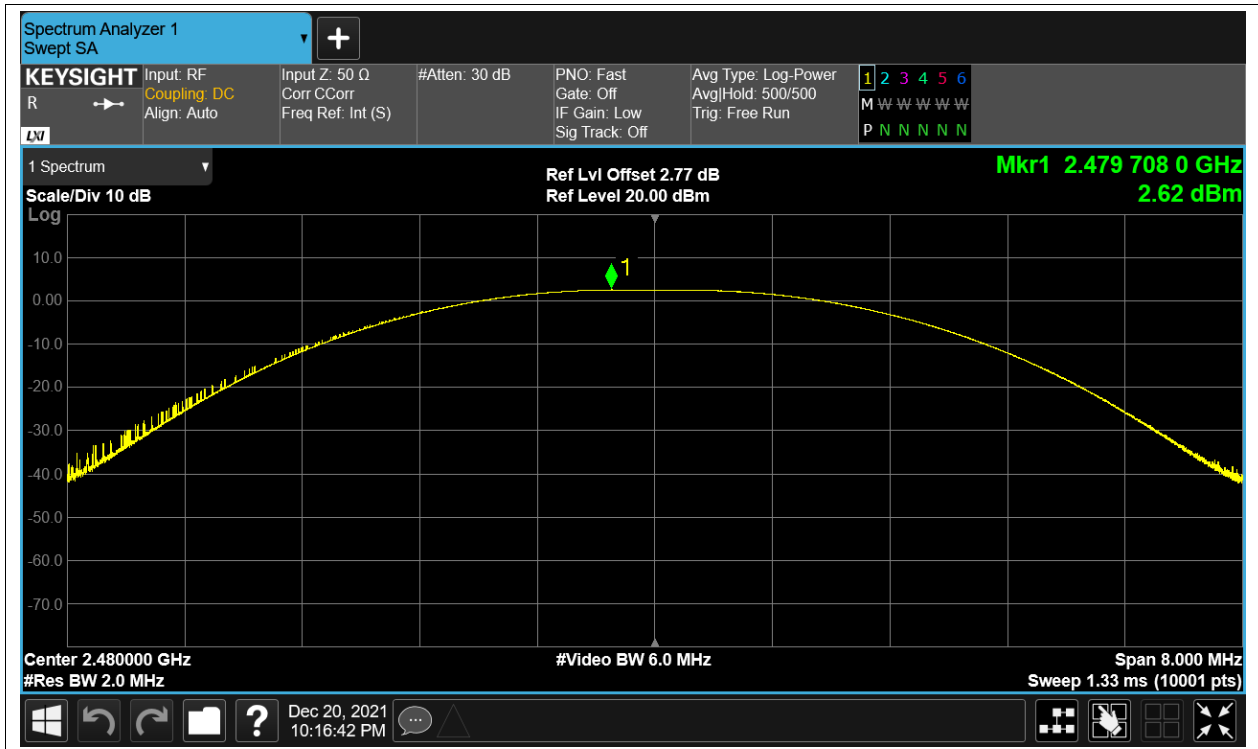 Spectrum Analyzer 1
Swept SA
KEYSIGHT
R
LXI
Input: RF
Coupling: DC
Align: Auto
Input Z: 50 Ω
Corr CCorr
Freq Ref: Int (S)
#Atten: 30 dB
PNO: Fast
Gate: Off
IF Gain: Low
Sig Track: Off
Avg Type: Log-Power
Avg|Hold: 500/500
Trig: Free Run
1 2 3 4 5 6
M W W W W W
P N N N N N
1 Spectrum
Scale/Div 10 dB
Ref Lvl Offset 2.77 dB
Ref Level 20.00 dBm
Mkr1 2.479 708 0 GHz
2.62 dBm
Log
1
10.0
0.00
-10.0
-20.0
-30.0
-40.0
-50.0
-60.0
-70.0
Center 2.480000 GHz
#Res BW 2.0 MHz
#Video BW 6.0 MHz
Span 8.000 MHz
Sweep 1.33 ms (10001 pts)
?
Dec 20, 2021
10:16:42 PM